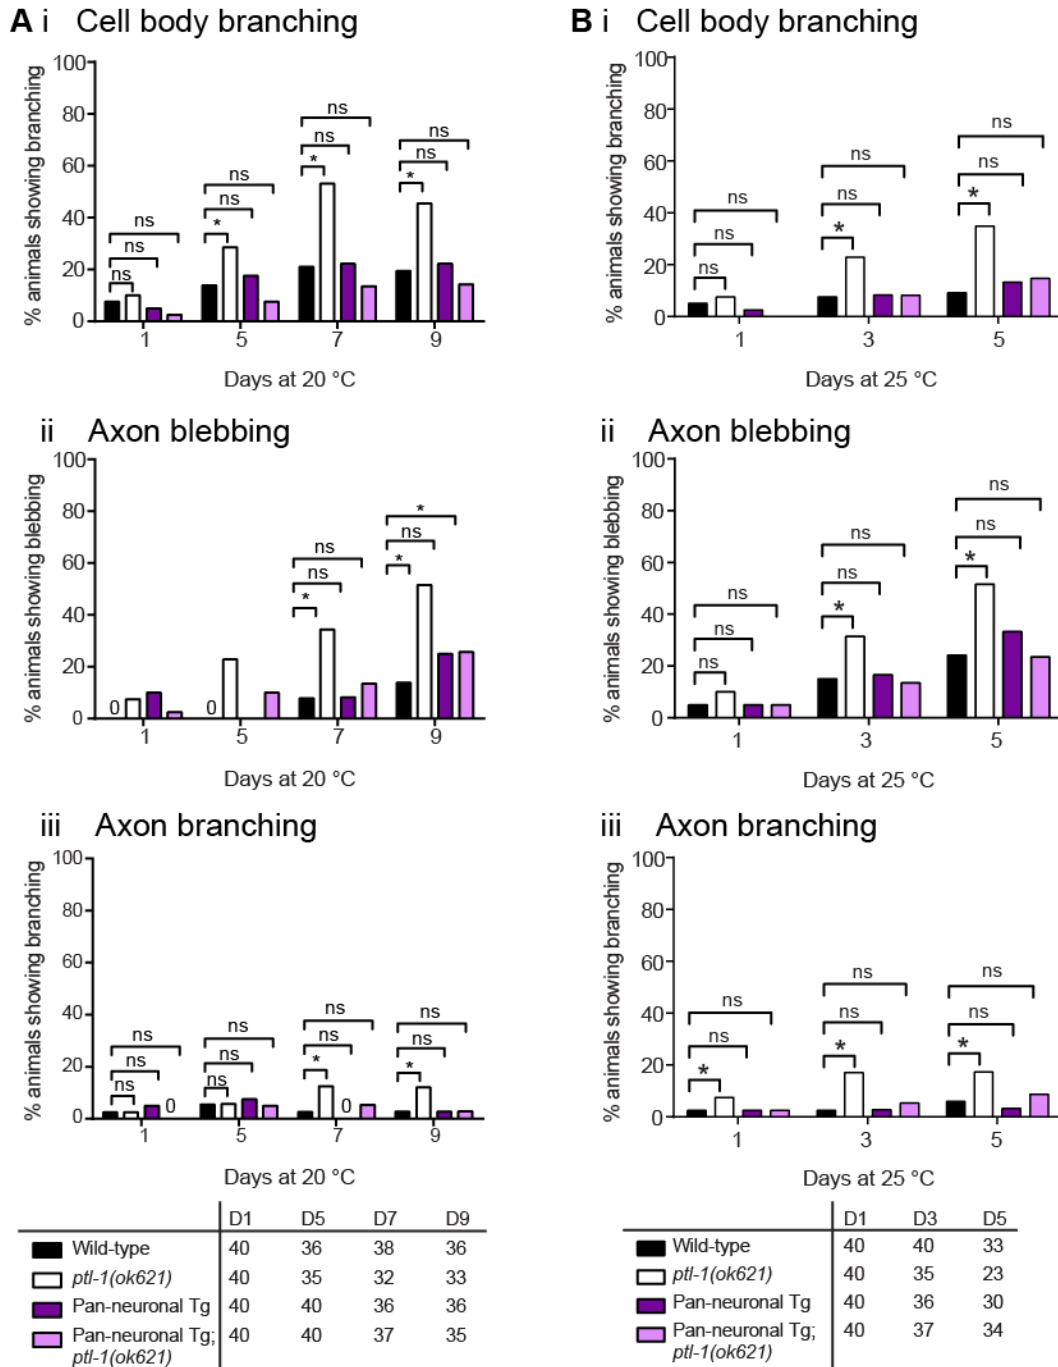 A i Cell body branching
% animals showing branching
100
80
60
40
20
0
ns
ns
ns
ns
ns
*
ns
ns
*
ns
ns
*
1 5 7 9
Days at 20 °C
ii Axon blebbing
% animals showing blebbing
100
80
60
40
20
0
0
0
ns
ns
*
*
ns
*
1 5 7 9
Days at 20 °C
iii Axon branching
% animals showing branching
100
80
60
40
20
0
ns
ns
ns
0
ns
ns
ns
ns
ns
*
0
ns
ns
*
1 5 7 9
Days at 20 °C
D1 D5 D7 D9
Wild-type 40 36 38 36
ptl-1(ok621) 40 35 32 33
Pan-neuronal Tg 40 40 36 36
Pan-neuronal Tg; 40 40 37 35
ptl-1(ok621)
B i Cell body branching
% animals showing branching
100
80
60
40
20
0
ns
ns
ns
ns
ns
*
ns
ns
*
1 3 5
Days at 25 °C
ii Axon blebbing
% animals showing blebbing
100
80
60
40
20
0
ns
ns
ns
ns
ns
*
ns
ns
*
1 3 5
Days at 25 °C
iii Axon branching
% animals showing branching
100
80
60
40
20
0
ns
ns
*
ns
ns
*
ns
ns
*
1 3 5
Days at 25 °C
D1 D3 D5
Wild-type 40 40 33
ptl-1(ok621) 40 35 23
Pan-neuronal Tg 40 36 30
Pan-neuronal Tg; 40 37 34
ptl-1(ok621)